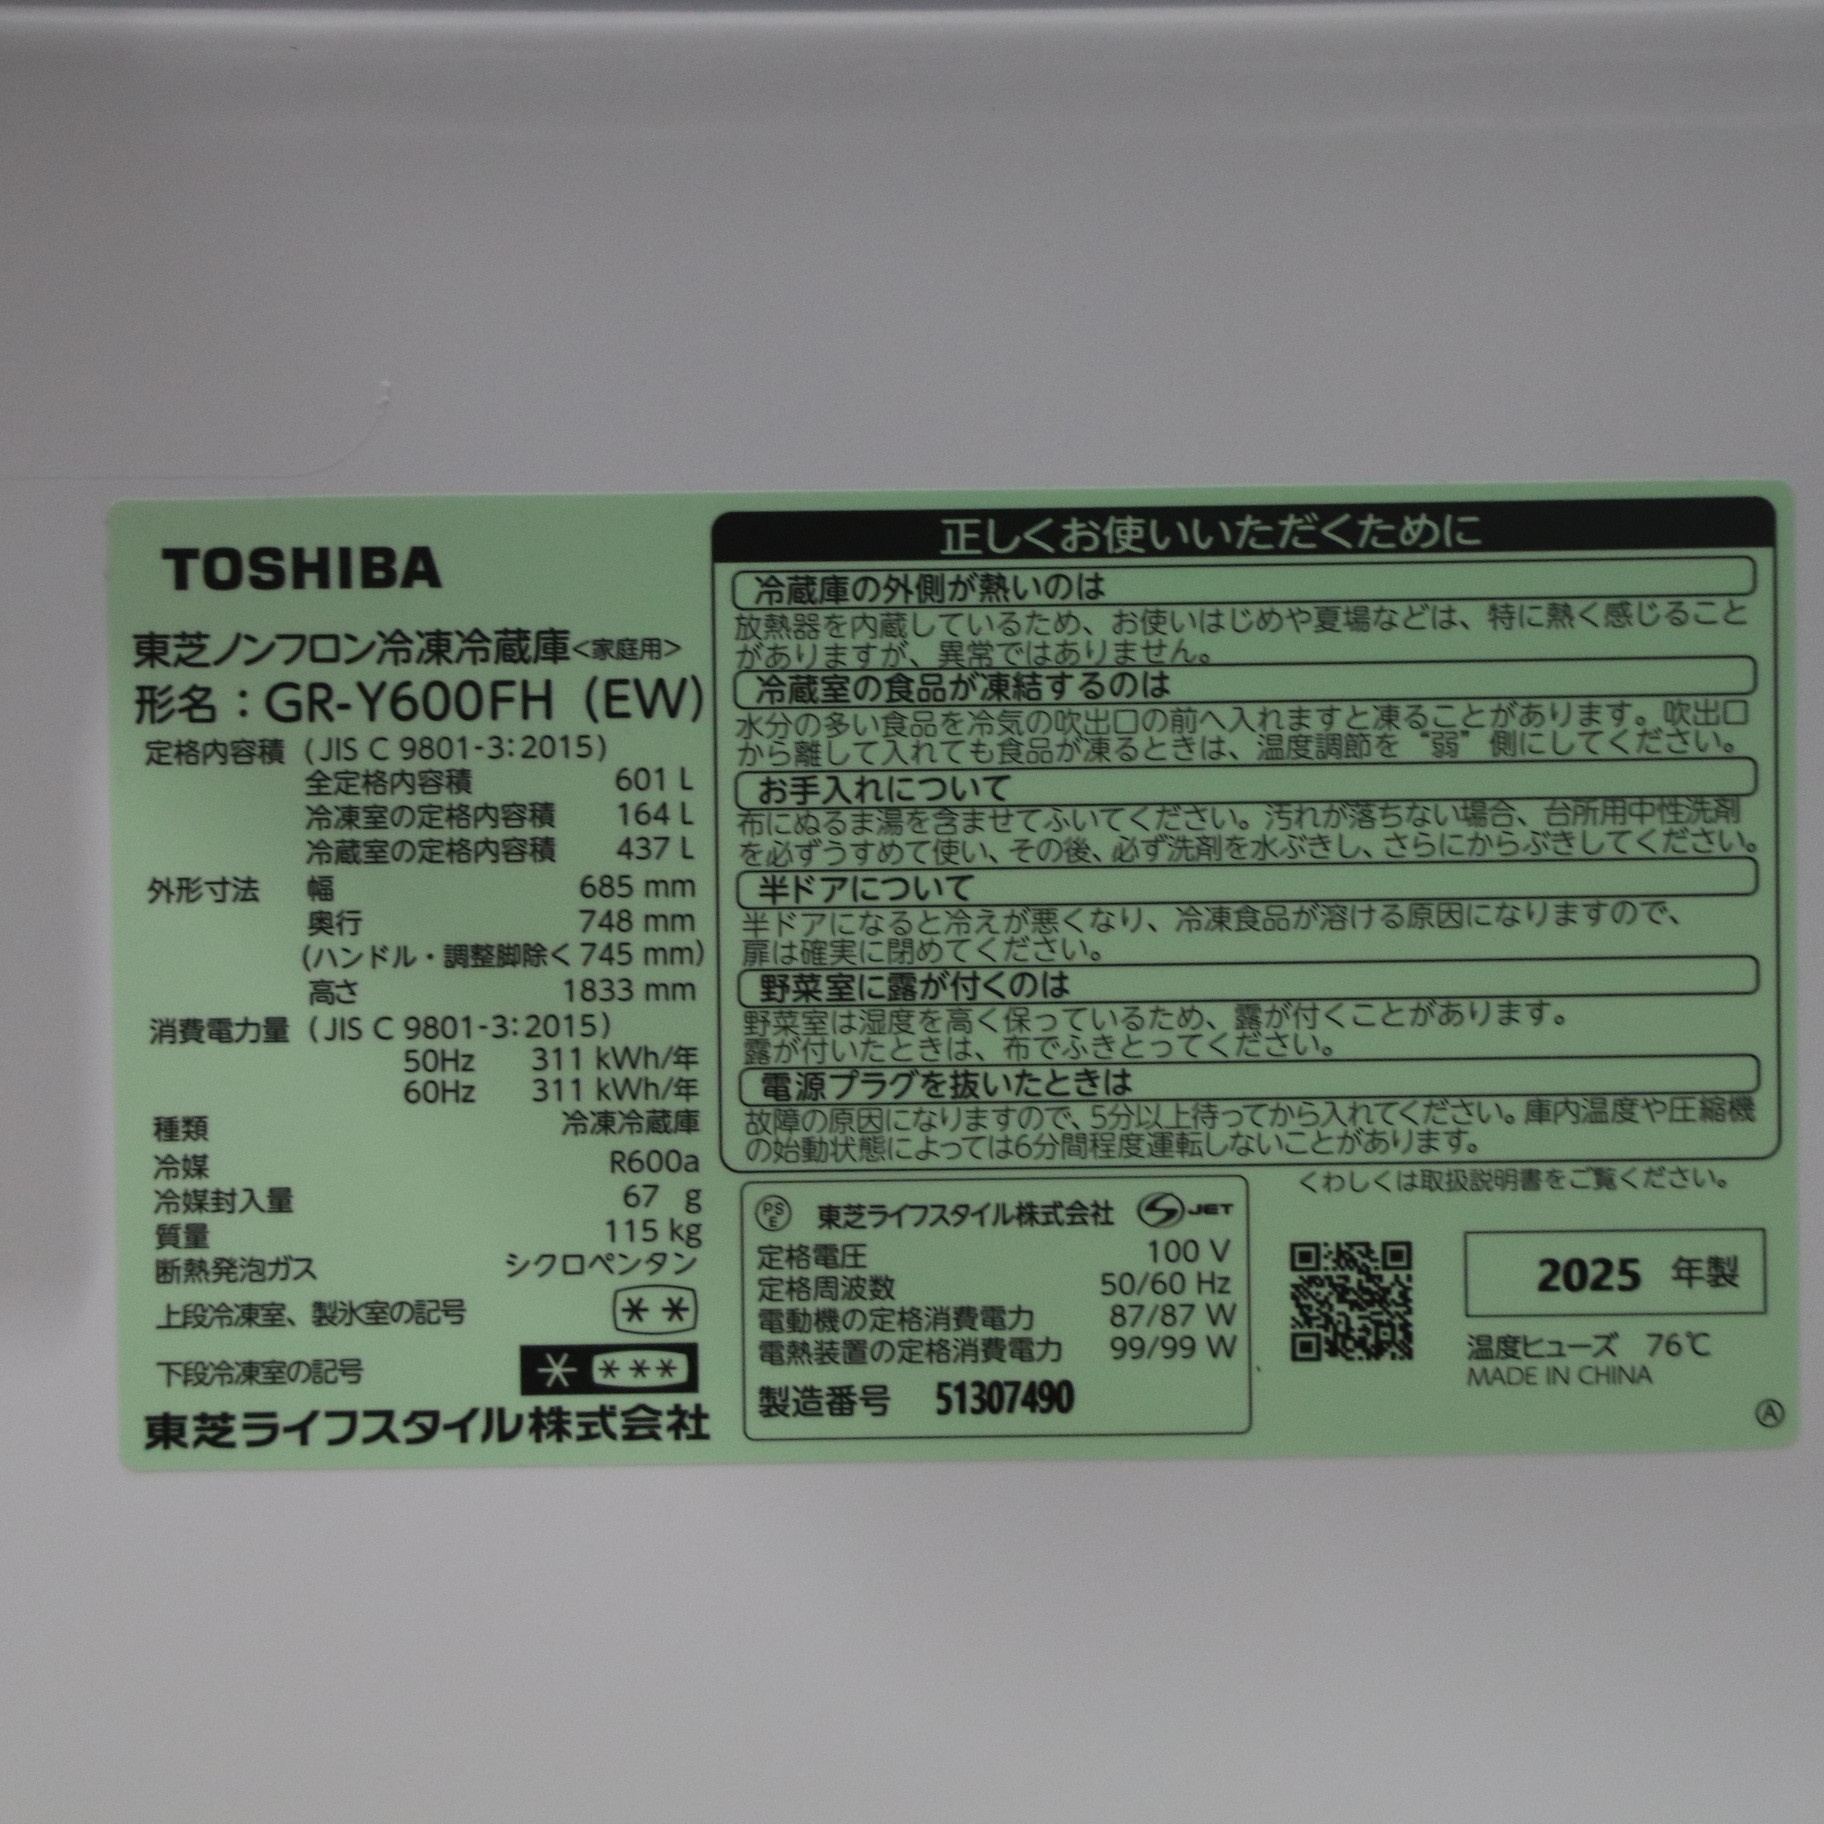 TOSHIBA
東芝ノンフロン冷凍冷蔵庫<家庭用>
形名：GR-Y600FH (EW)
定格内容積 (JIS C 9801-3:2015)
全定格内容積 601 L
冷凍室の定格内容積 164 L
冷蔵室の定格内容積 437 L
外形寸法 幅 685 mm
奥行 748 mm
(ハンドル・調整脚除く745 mm)
高さ 1833 mm
消費電力量 (JIS C 9801-3:2015)
50Hz 311 kWh/年
60Hz 311 kWh/年
種類 冷凍冷蔵庫
冷媒 R600a
冷媒封入量 67 g
質量 115 kg
断熱発泡ガス シクロペンタン
上段冷凍室、製氷室の記号 ＊＊
下段冷凍室の記号 ＊ ＊＊＊
東芝ライフスタイル株式会社
正しくお使いいただくために
冷蔵庫の外側が熱いのは
放熱器を内蔵しているため、お使いはじめや夏場などは、特に熱く感じること
がありますが、異常ではありません。
冷蔵室の食品が凍結するのは
水分の多い食品を冷気の吹出口の前へ入れますと凍ることがあります。吹出口
から離して入れても食品が凍るときは、温度調節を“弱”側にしてください。
お手入れについて
布にぬるま湯を含ませてふいてください。汚れが落ちない場合、台所用中性洗剤
を必ずうすめて使い、その後、必ず洗剤を水ぶきし、さらにからぶきしてください。
半ドアについて
半ドアになると冷えが悪くなり、冷凍食品が溶ける原因になりますので、
扉は確実に閉めてください。
野菜室に露が付くのは
野菜室は湿度を高く保っているため、露が付くことがあります。
露が付いたときは、布でふきとってください。
電源プラグを抜いたときは
故障の原因になりますので、5分以上待ってから入れてください。庫内温度や圧縮機
の始動状態によっては6分間程度運転しないことがあります。
くわしくは取扱説明書をご覧ください。
PS E 東芝ライフスタイル株式会社 JET
定格電圧 100 V
定格周波数 50/60 Hz
電動機の定格消費電力 87/87 W
電熱装置の定格消費電力 99/99 W
製造番号 51307490
2025 年製
温度ヒューズ 76℃
MADE IN CHINA
Ⓐ